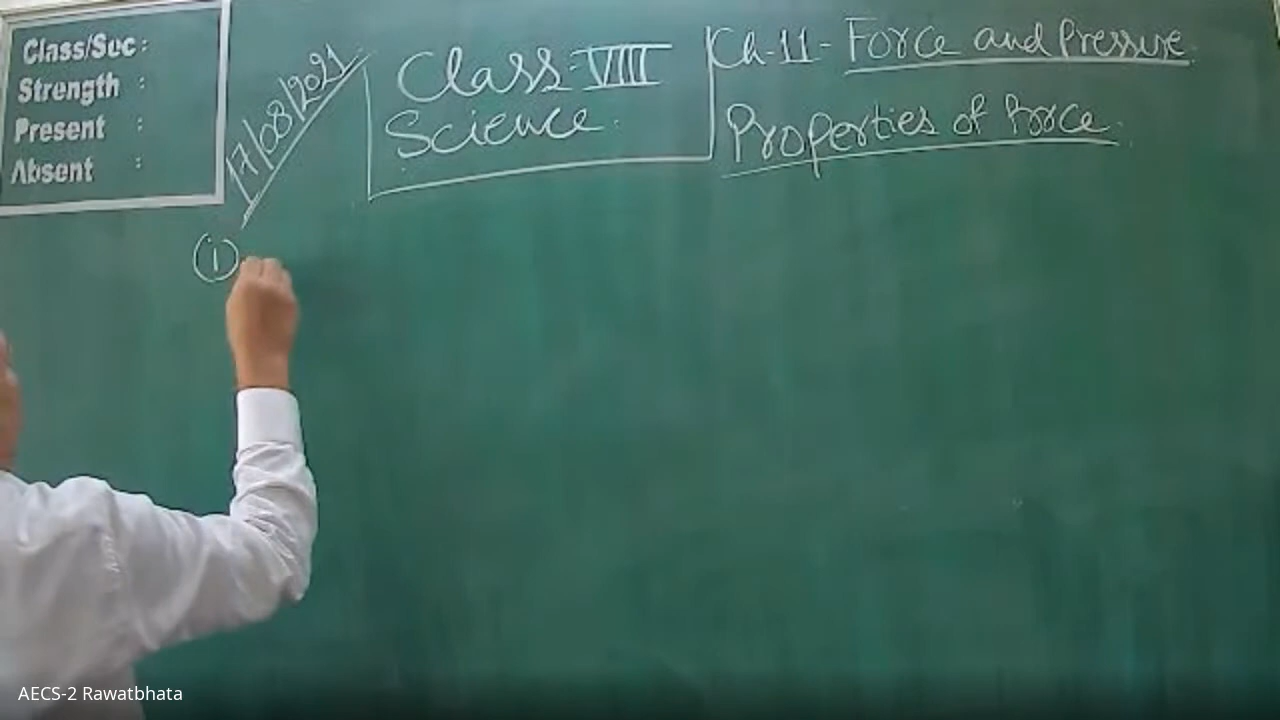 Class/Sec :
Strength :
Present :
Absent :
17/08/2021
Class-VIII
Science.
Ch-11- Force and Pressure
Properties of Force.
(i)
AECS-2 Rawatbhata